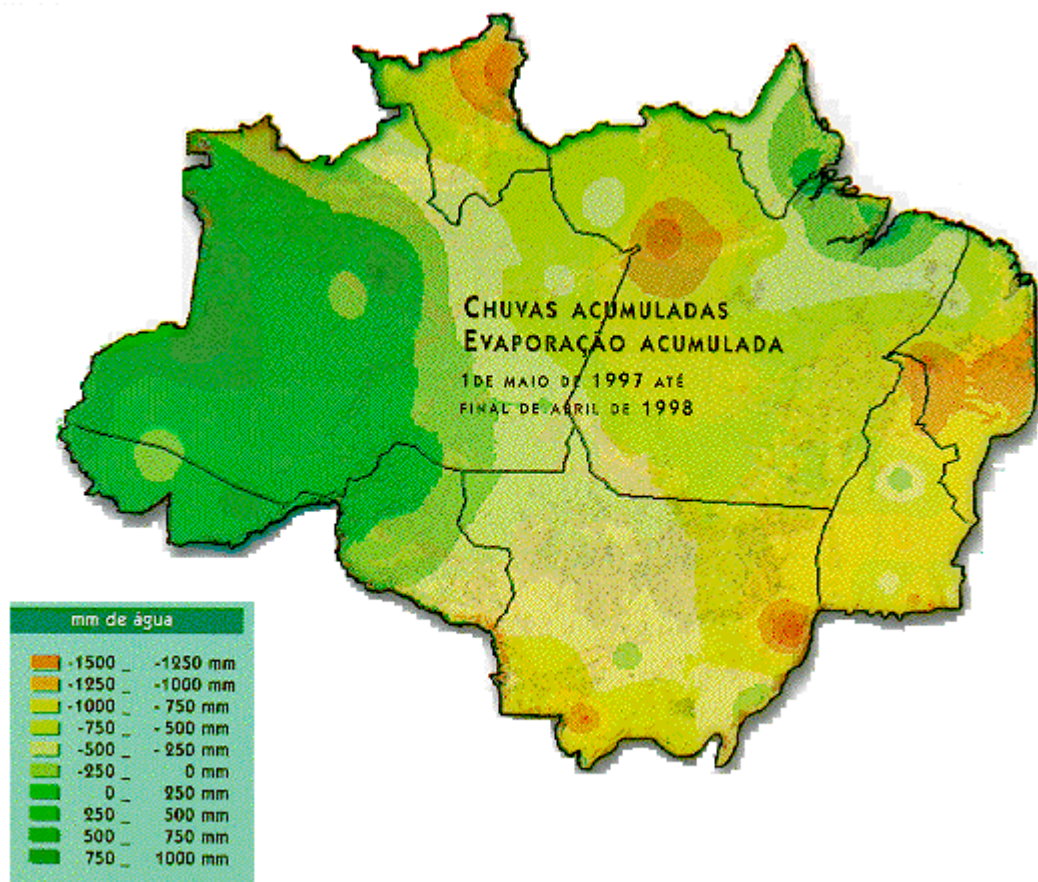 CHUVAS ACUMULADAS
EVAPORAÇÃO ACUMULADA
1 DE MAIO DE 1997 ATÉ
FINAL DE ABRIL DE 1998
mm de água
-1500 _ -1250 mm
-1250 _ -1000 mm
-1000 _ - 750 mm
-750 _ - 500 mm
-500 _ - 250 mm
-250 _ 0 mm
0 _ 250 mm
250 _ 500 mm
500 _ 750 mm
750 _ 1000 mm